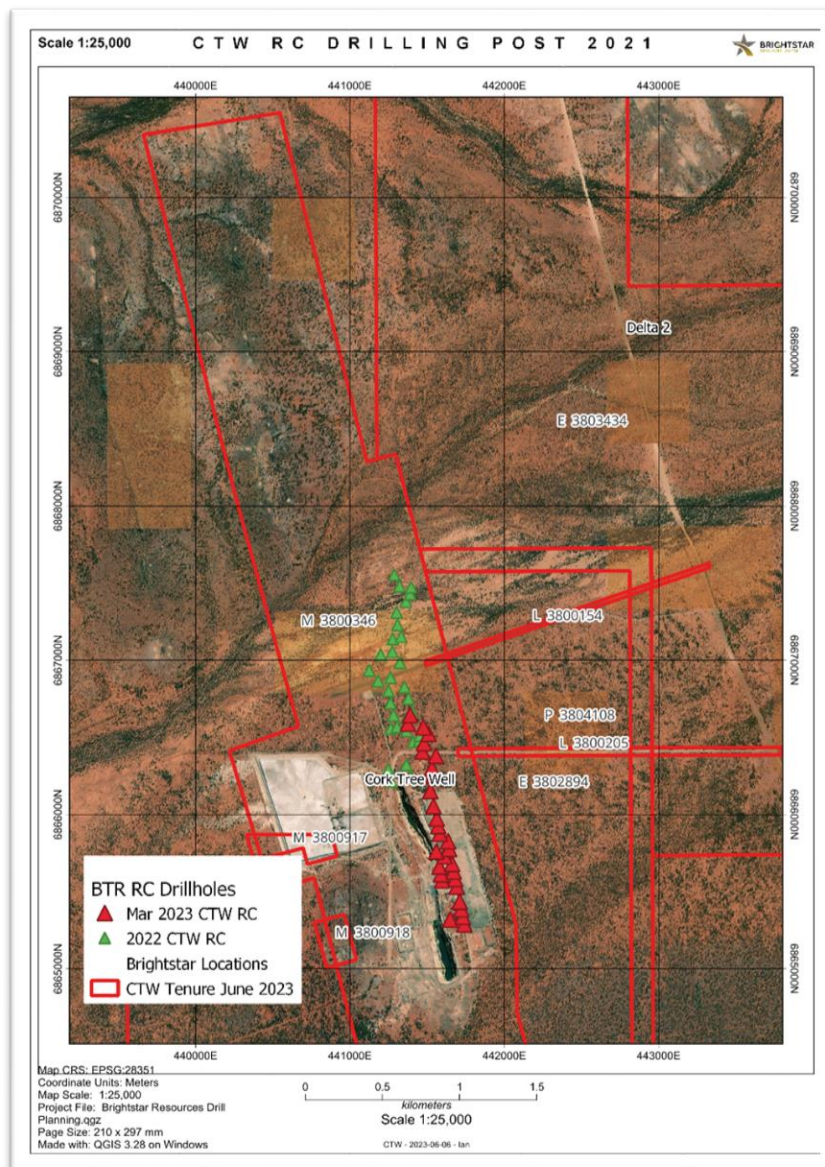 Scale 1:25,000
CTW RC DRILLING POST 2021
BRIGHTSTAR
440000E 441000E 442000E 443000E
6870000N 6870000N
Delta 2
6869000N 6869000N
E 3803434
6868000N 6868000N
L 3800154
M 3800346
6867000N 6867000N
P 3804108
L 3800205
Cork Tree Well
E 3802894
6866000N 6866000N
M 3800917
BTR RC Drillholes
Mar 2023 CTW RC
2022 CTW RC
Brightstar Locations
CTW Tenure June 2023
M 3800918
6865000N 6865000N
440000E 441000E 442000E 443000E
Map CRS: EPSG:28351
Coordinate Units: Meters
Map Scale: 1:25,000
Project File: Brightstar Resources Drill
Planning.qgz
Page Size: 210 x 297 mm
Made with: QGIS 3.28 on Windows
0 0.5 1 1.5
kilometers
Scale 1:25,000
CTW - 2023-06-06 - Ian